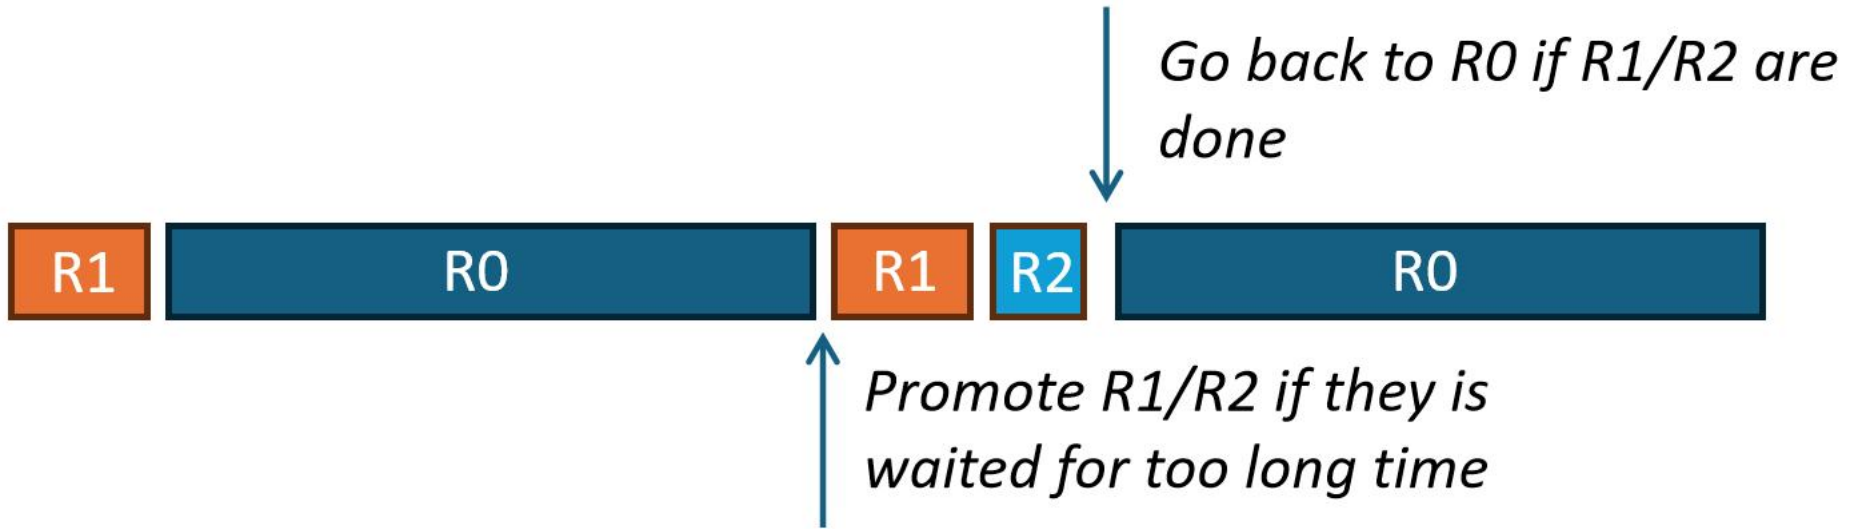 Go back to R0 if R1/R2 are
done
R1
R0
R1
R2
R0
Promote R1/R2 if they is
waited for too long time